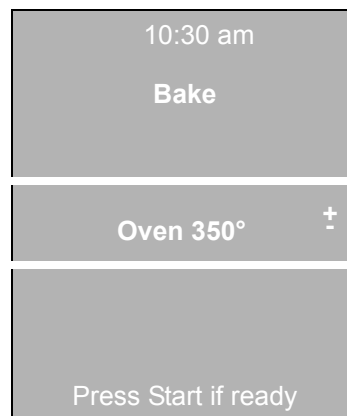 10:30 am
Bake
Oven 350° +
-
Press Start if ready